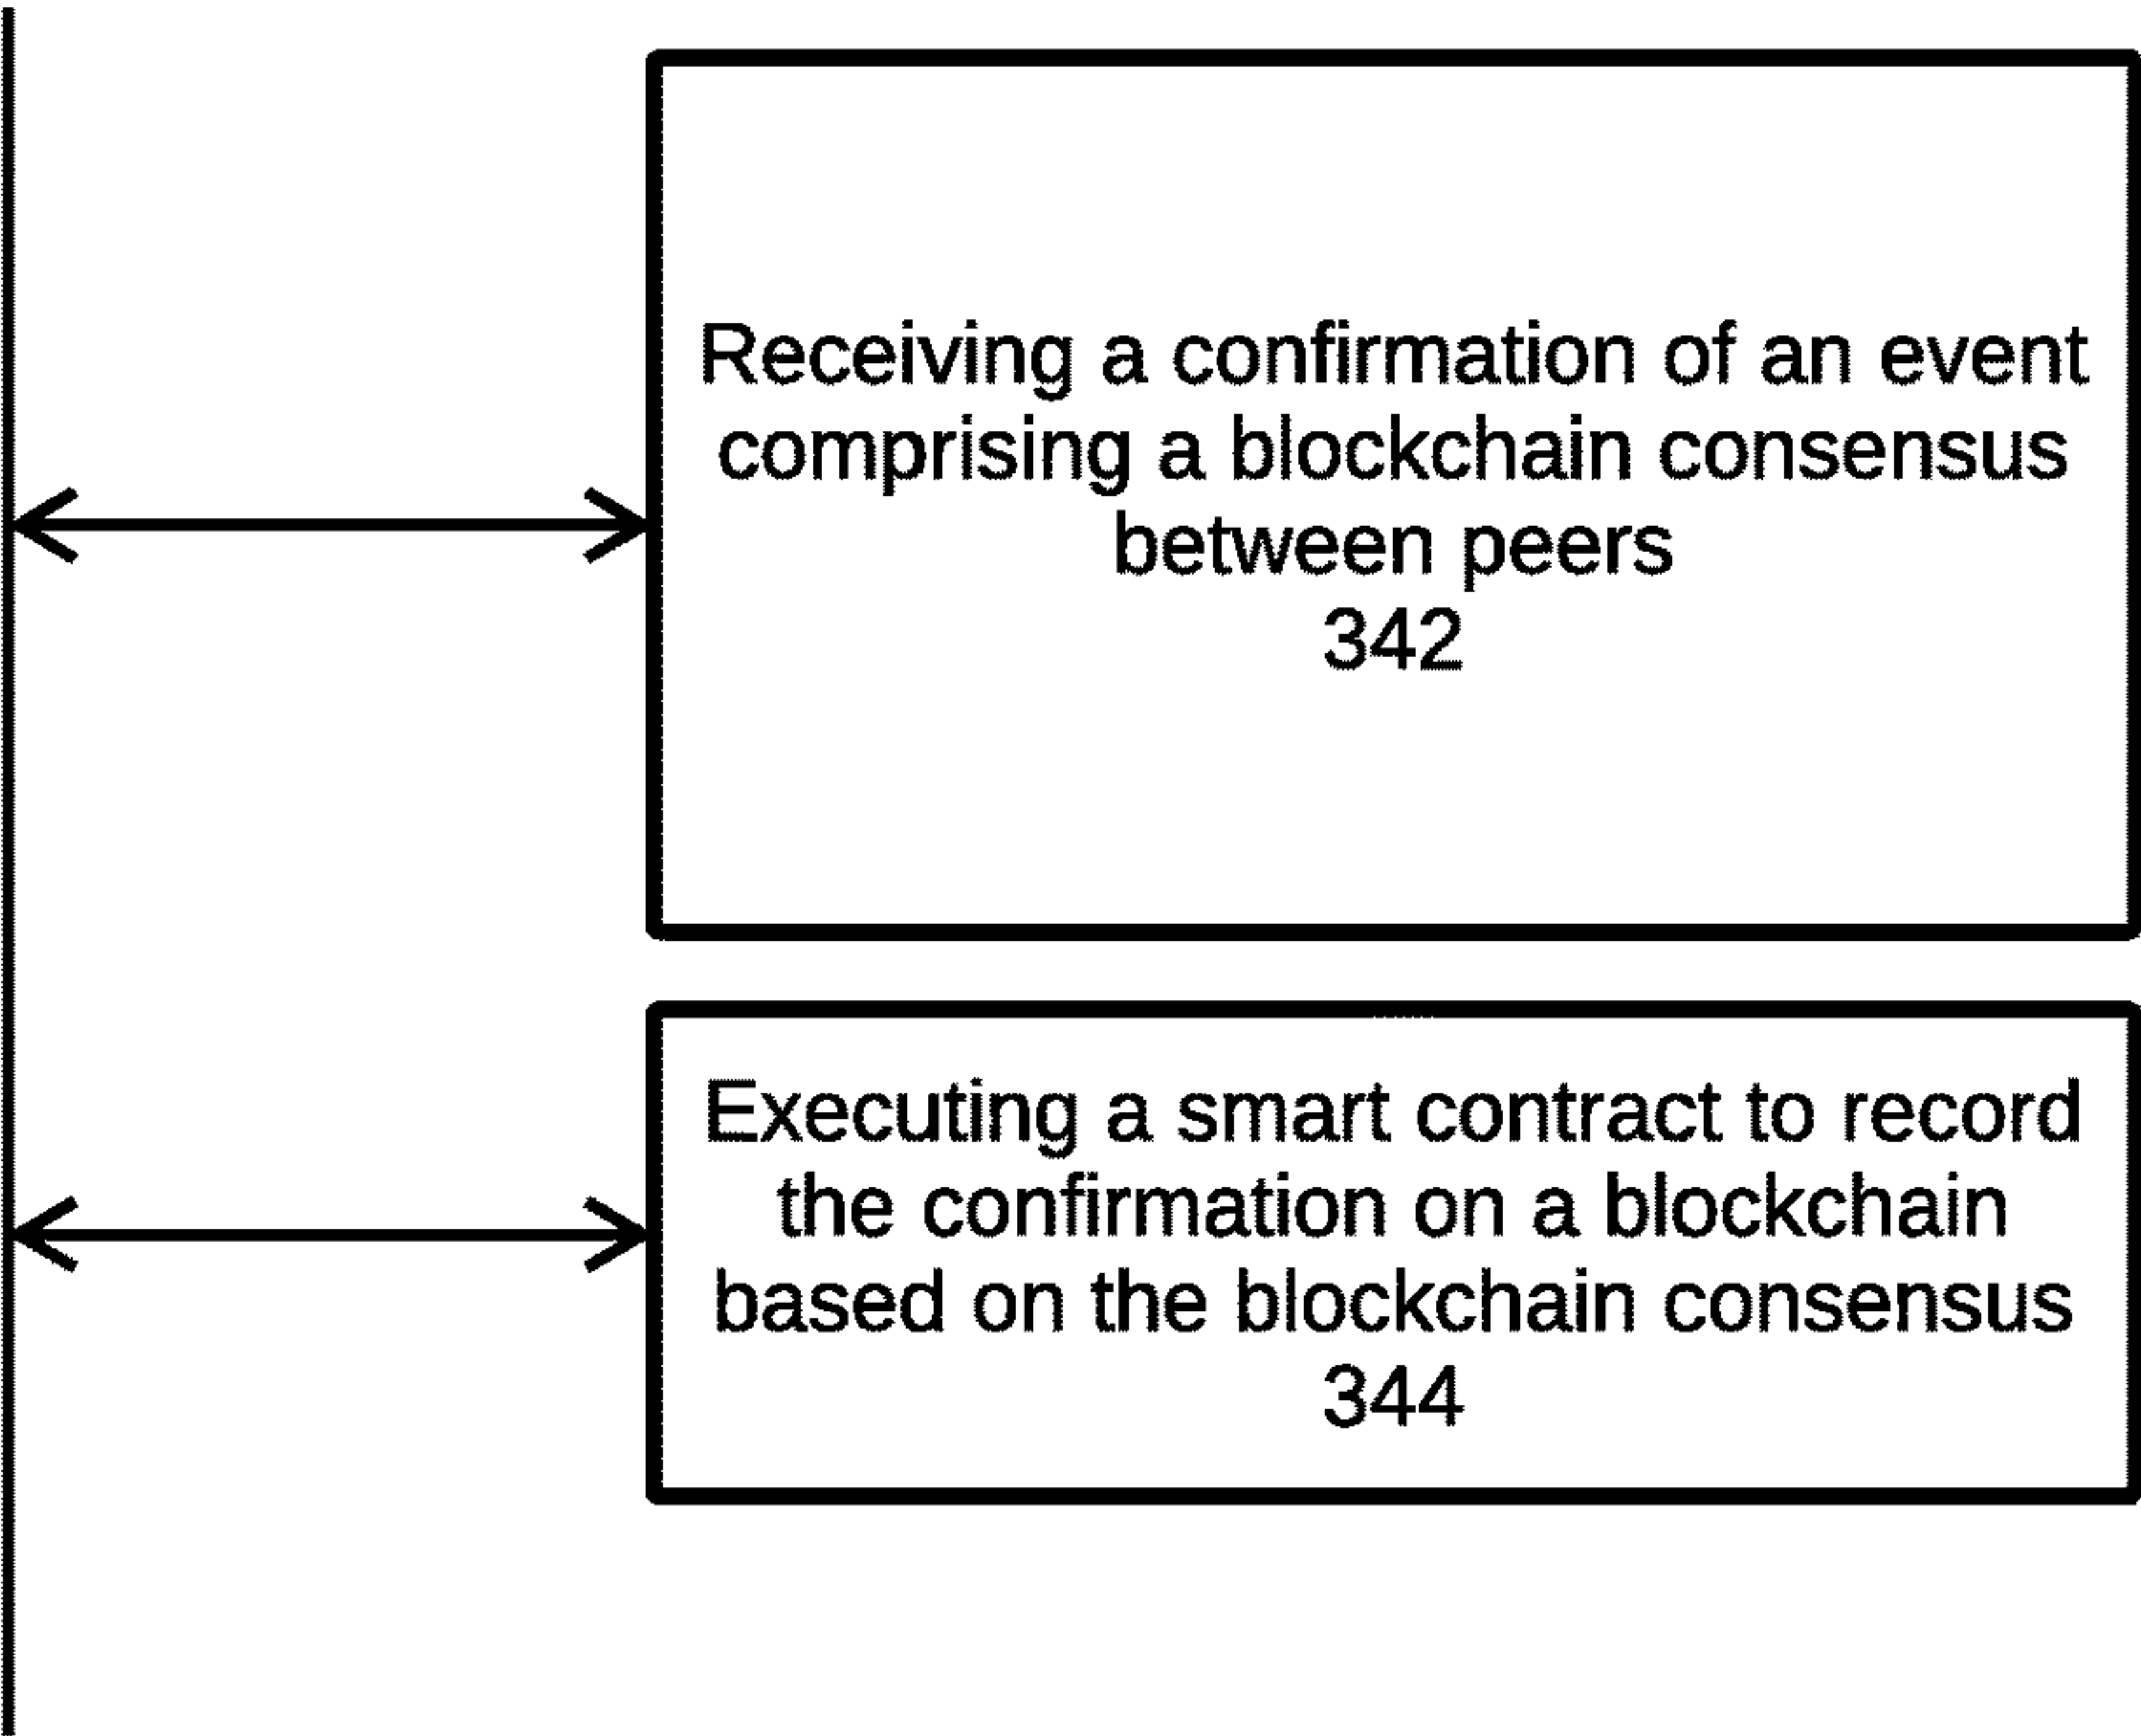 Receiving a confirmation of an event
comprising a blockchain consensus
between peers
342
Executing a smart contract to record
the confirmation on a blockchain
based on the blockchain consensus
344